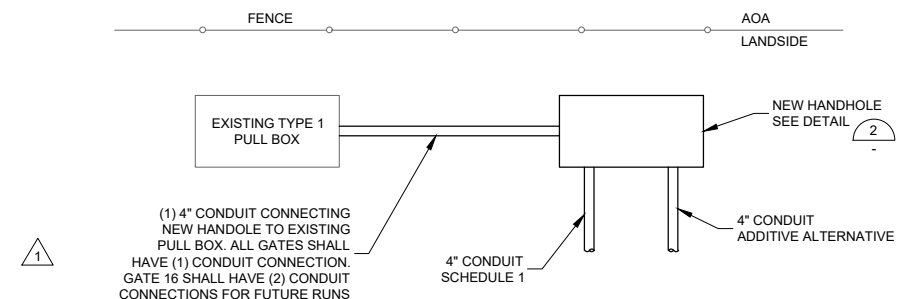 FENCE
AOA
LANDSIDE
EXISTING TYPE 1
PULL BOX
NEW HANDHOLE
SEE DETAIL
2
-
(1) 4" CONDUIT CONNECTING
NEW HANDOLE TO EXISTING
PULL BOX. ALL GATES SHALL
HAVE (1) CONDUIT CONNECTION.
GATE 16 SHALL HAVE (2) CONDUIT
CONNECTIONS FOR FUTURE RUNS
1
4" CONDUIT
SCHEDULE 1
4" CONDUIT
ADDITIVE ALTERNATIVE